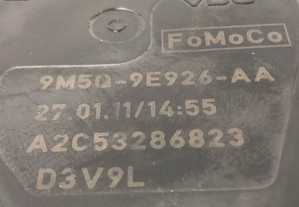 FoMoCo
9M5Q-9E926-AA
27.01.11/14:55
A2C53286823
D3V9L